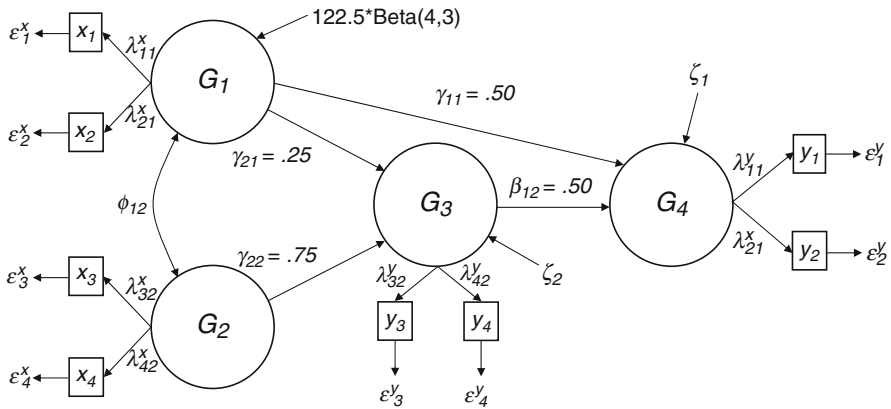 122.5*Beta(4,3)
ε₁ˣ
x₁
λ₁₁ˣ
G₁
ε₂ˣ
x₂
λ₂₁ˣ
γ₁₁ = .50
ζ₁
γ₂₁ = .25
ϕ₁₂
G₃
β₁₂ = .50
G₄
λ₁₁ʸ
y₁
ε₁ʸ
λ₂₁ˣ
y₂
ε₂ʸ
γ₂₂ = .75
ε₃ˣ
x₃
λ₃₂ˣ
G₂
ε₄ˣ
x₄
λ₄₂ˣ
λ₃₂ʸ
λ₄₂ʸ
ζ₂
y₃
y₄
ε₃ʸ
ε₄ʸ